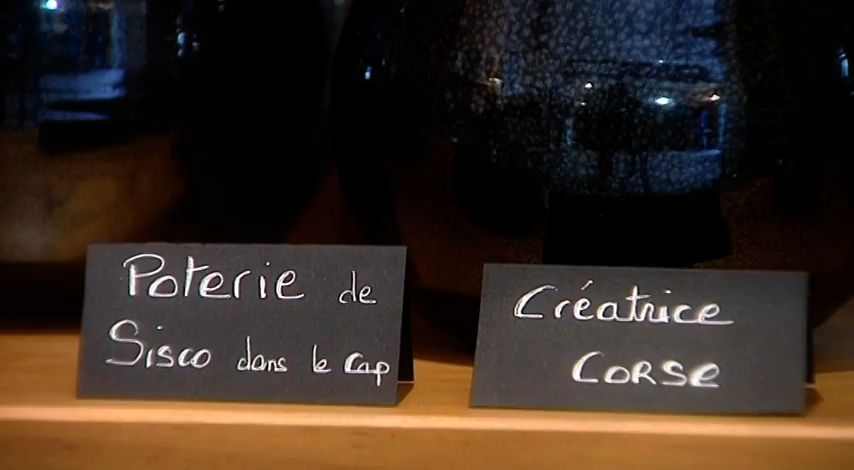 Poterie de
Sisco dans le Cap
Créatrice
CORSE